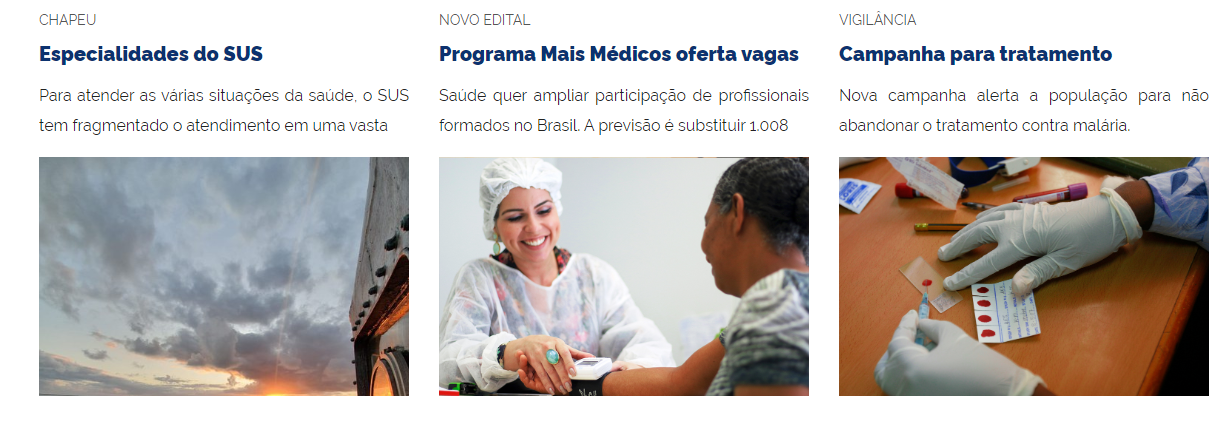 CHAPEU
Especialidades do SUS
Para atender as várias situações da saúde, o SUS
tem fragmentado o atendimento em uma vasta
NOVO EDITAL
Programa Mais Médicos oferta vagas
Saúde quer ampliar participação de profissionais
formados no Brasil. A previsão é substituir 1.008
VIGILÂNCIA
Campanha para tratamento
Nova campanha alerta a população para não
abandonar o tratamento contra malária.